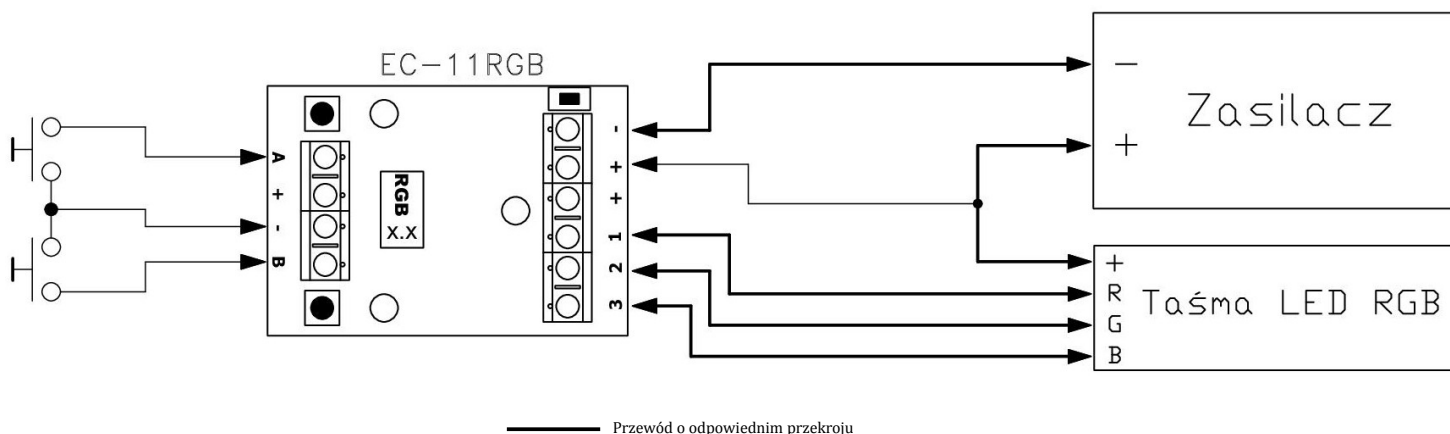 EC-11RGB
A
+
-
B
RGB
X.X
-
+
+
1
2
3
-
+
Zasilacz
+
R
G
B
Taśma LED RGB
Przewód o odpowiednim przekroju